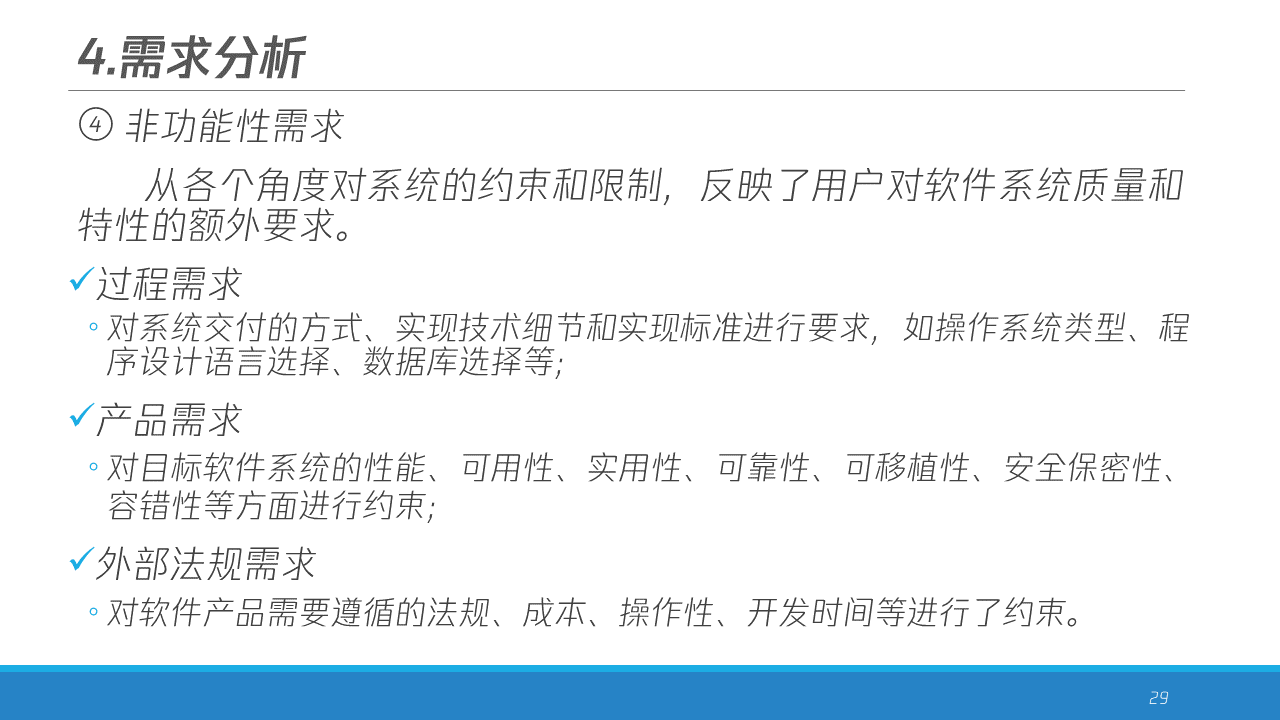 4.需求分析
④ 非功能性需求
从各个角度对系统的约束和限制，反映了用户对软件系统质量和
特性的额外要求。
✓过程需求
◦对系统交付的方式、实现技术细节和实现标准进行要求，如操作系统类型、程
序设计语言选择、数据库选择等；
✓产品需求
◦对目标软件系统的性能、可用性、实用性、可靠性、可移植性、安全保密性、
容错性等方面进行约束；
✓外部法规需求
◦对软件产品需要遵循的法规、成本、操作性、开发时间等进行了约束。
29